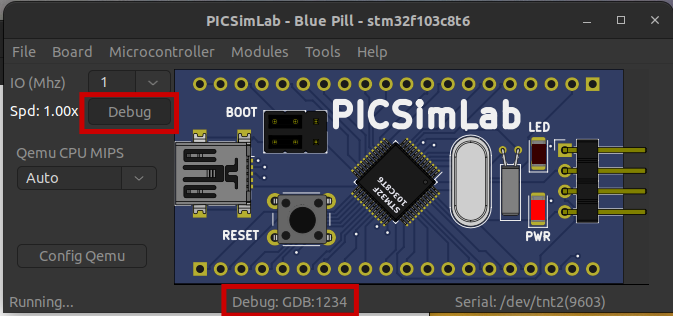 PICSimLab - Blue Pill - stm32f103c8t6
File Board Microcontroller Modules Tools Help
IO (Mhz) 1
Spd: 1.00x Debug
Qemu CPU MIPS
Auto
Config Qemu
BOOT
PICSimLab
LED
STM32F
103C8T6
RESET
PWR
Running... Debug: GDB:1234 Serial: /dev/tnt2(9603)